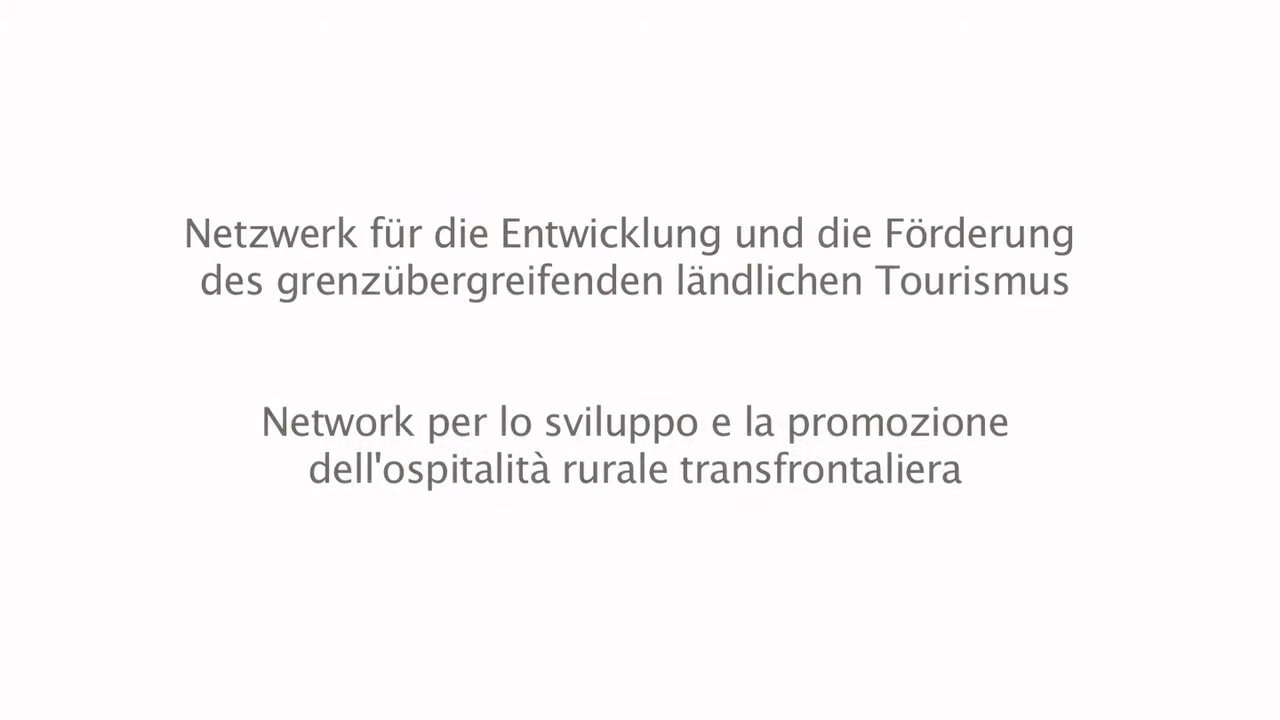 Netzwerk für die Entwicklung und die Förderung
des grenzübergreifenden ländlichen Tourismus
Network per lo sviluppo e la promozione
dell'ospitalità rurale transfrontaliera